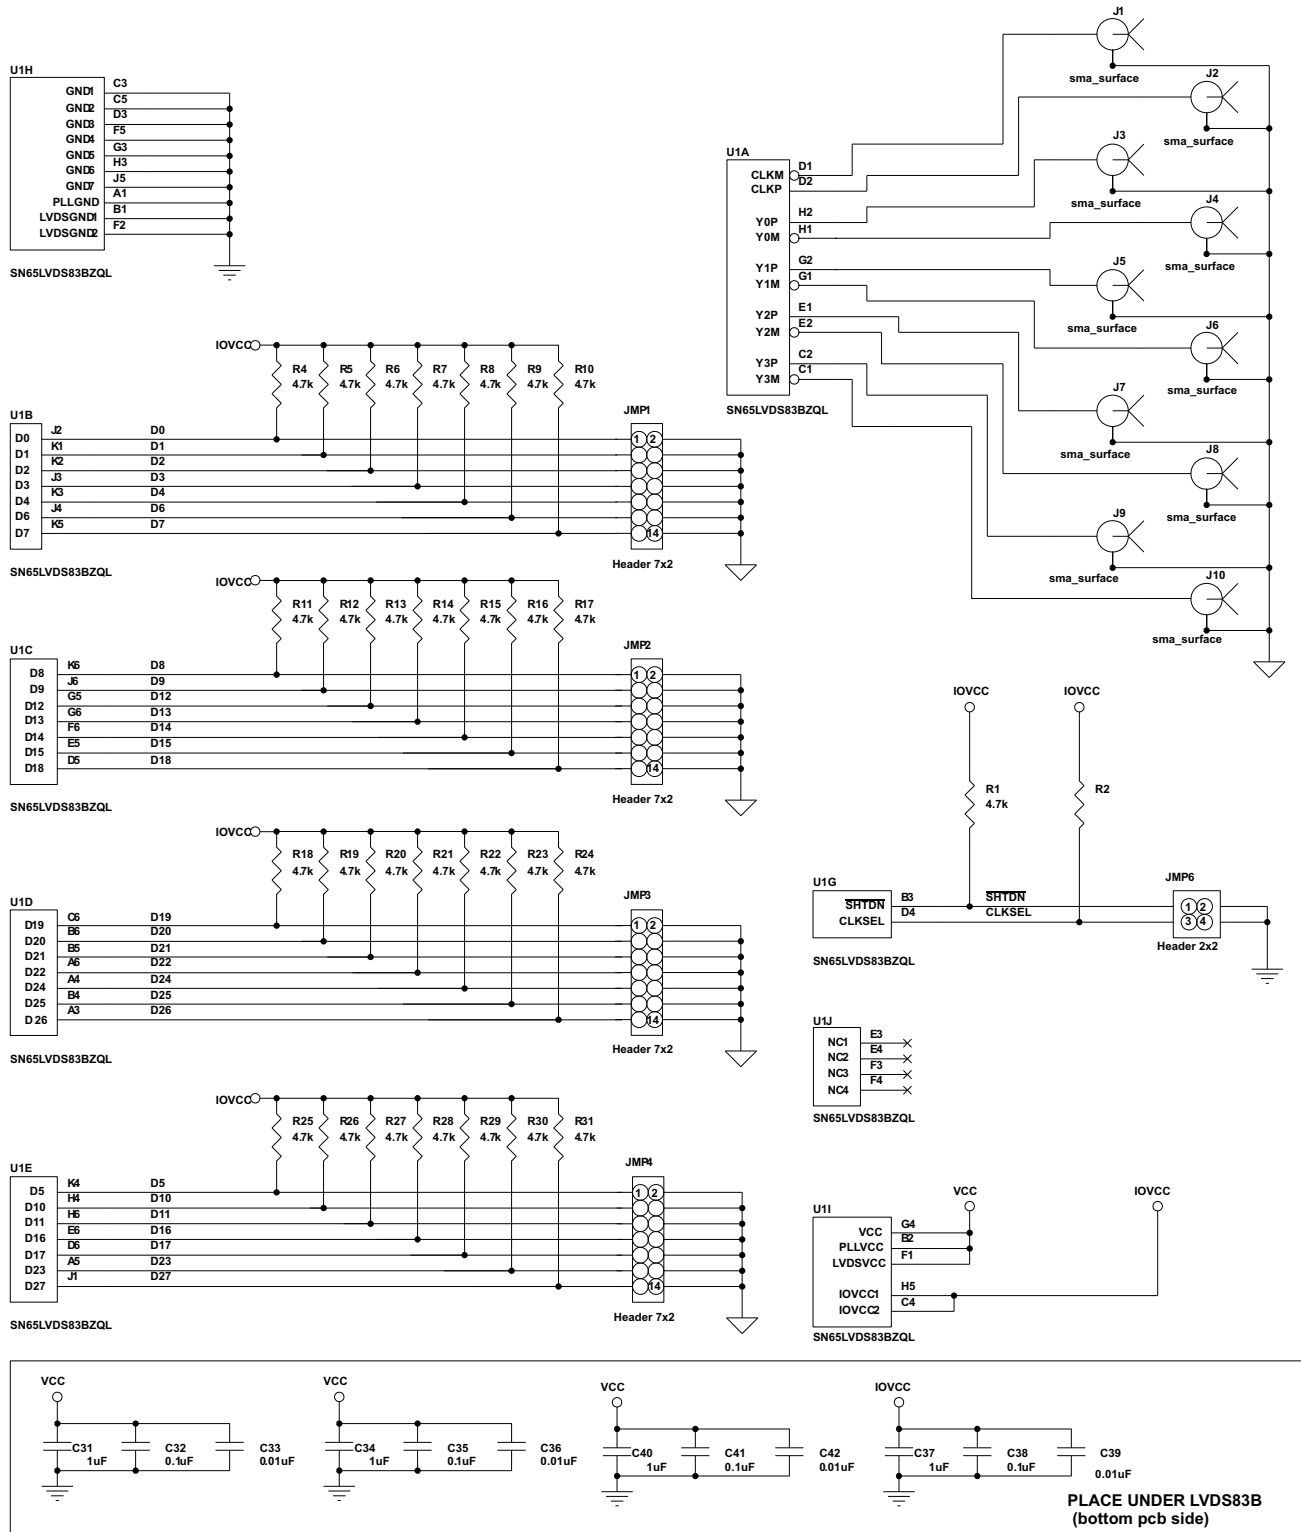 U1H
GND1 C3
GND2 C5
GND3 D3
GND4 F5
GND5 G3
GND6 H3
GND7 J5
PLLGND A1
LVDSGND1 B1
LVDSGND2 F2
SN65LVDS83BZQL
U1A
CLKM D1
CLKP D2
Y0P H2
Y0M H1
Y1P G2
Y1M G1
Y2P E1
Y2M E2
Y3P C2
Y3M C1
SN65LVDS83BZQL
J1
sma_surface
J2
sma_surface
J3
sma_surface
J4
sma_surface
J5
sma_surface
J6
sma_surface
J7
sma_surface
J8
sma_surface
J9
sma_surface
J10
sma_surface
IOVCC
R4 R5 R6 R7 R8 R9 R10
4.7k 4.7k 4.7k 4.7k 4.7k 4.7k 4.7k
U1B
JMP1
D0 J2 D0 1 2
D1 K1 D1
D2 K2 D2
D3 J3 D3
D4 K3 D4
D6 J4 D6
D7 K5 D7 14
Header 7x2
SN65LVDS83BZQL
IOVCC
R11 R12 R13 R14 R15 R16 R17
4.7k 4.7k 4.7k 4.7k 4.7k 4.7k 4.7k
U1C
JMP2
D8 K6 D8 1 2
D9 J6 D9
D12 G5 D12
D13 G6 D13
D14 F6 D14
D15 E5 D15
D18 D5 D18 14
Header 7x2
SN65LVDS83BZQL
IOVCC
R18 R19 R20 R21 R22 R23 R24
4.7k 4.7k 4.7k 4.7k 4.7k 4.7k 4.7k
U1D
JMP3
D19 C6 D19 1 2
D20 B6 D20
D21 B5 D21
D22 A6 D22
D24 A4 D24
D25 B4 D25
D26 A3 D26 14
Header 7x2
SN65LVDS83BZQL
IOVCC
R25 R26 R27 R28 R29 R30 R31
4.7k 4.7k 4.7k 4.7k 4.7k 4.7k 4.7k
U1E
JMP4
D5 K4 D5 1 2
D10 H4 D10
D11 H6 D11
D16 E6 D16
D17 D6 D17
D23 A5 D23
D27 J1 D27 14
Header 7x2
SN65LVDS83BZQL
IOVCC IOVCC
R1 R2
4.7k
U1G
JMP6
SHTDN B3 SHTDN 1 2
CLKSEL D4 CLKSEL 3 4
Header 2x2
SN65LVDS83BZQL
U1J
NC1 E3
NC2 E4
NC3 F3
NC4 F4
SN65LVDS83BZQL
VCC IOVCC
U1I
VCC G4
PLLVCC B2
LVDSVCC F1
IOVCC1 H5
IOVCC2 C4
SN65LVDS83BZQL
VCC
C31 C32 C33
1uF 0.1uF 0.01uF
VCC
C34 C35 C36
1uF 0.1uF 0.01uF
VCC
C40 C41 C42
1uF 0.1uF 0.01uF
IOVCC
C37 C38 C39
1uF 0.1uF 0.01uF
PLACE UNDER LVDS83B
(bottom pcb side)